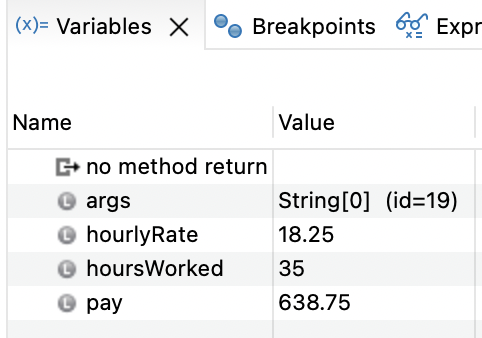 (x)= Variables Breakpoints Expr
Name Value
no method return
L args String[0] (id=19)
L hourlyRate 18.25
L hoursWorked 35
L pay 638.75